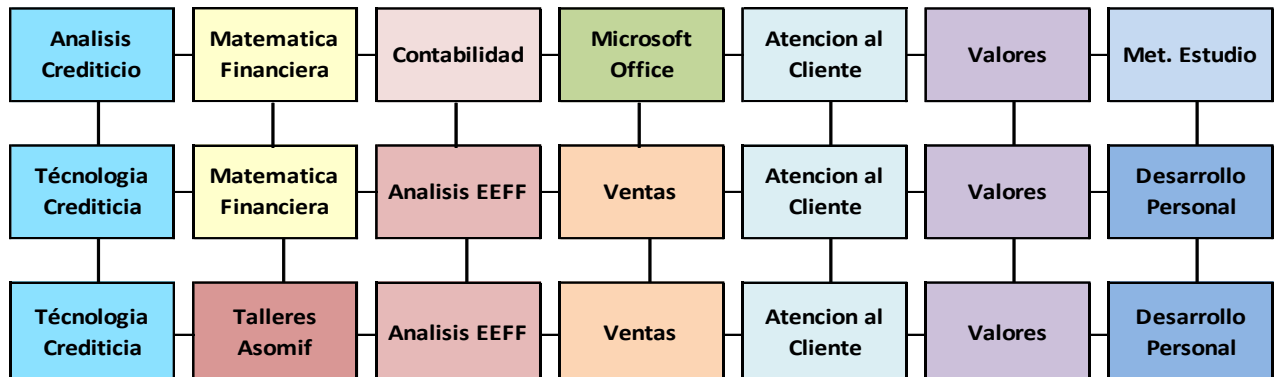 Analisis
Crediticio
Matematica
Financiera
Contabilidad
Microsoft
Office
Atencion al
Cliente
Valores
Met. Estudio
Técnologia
Crediticia
Matematica
Financiera
Analisis EEFF
Ventas
Atencion al
Cliente
Valores
Desarrollo
Personal
Técnologia
Crediticia
Talleres
Asomif
Analisis EEFF
Ventas
Atencion al
Cliente
Valores
Desarrollo
Personal